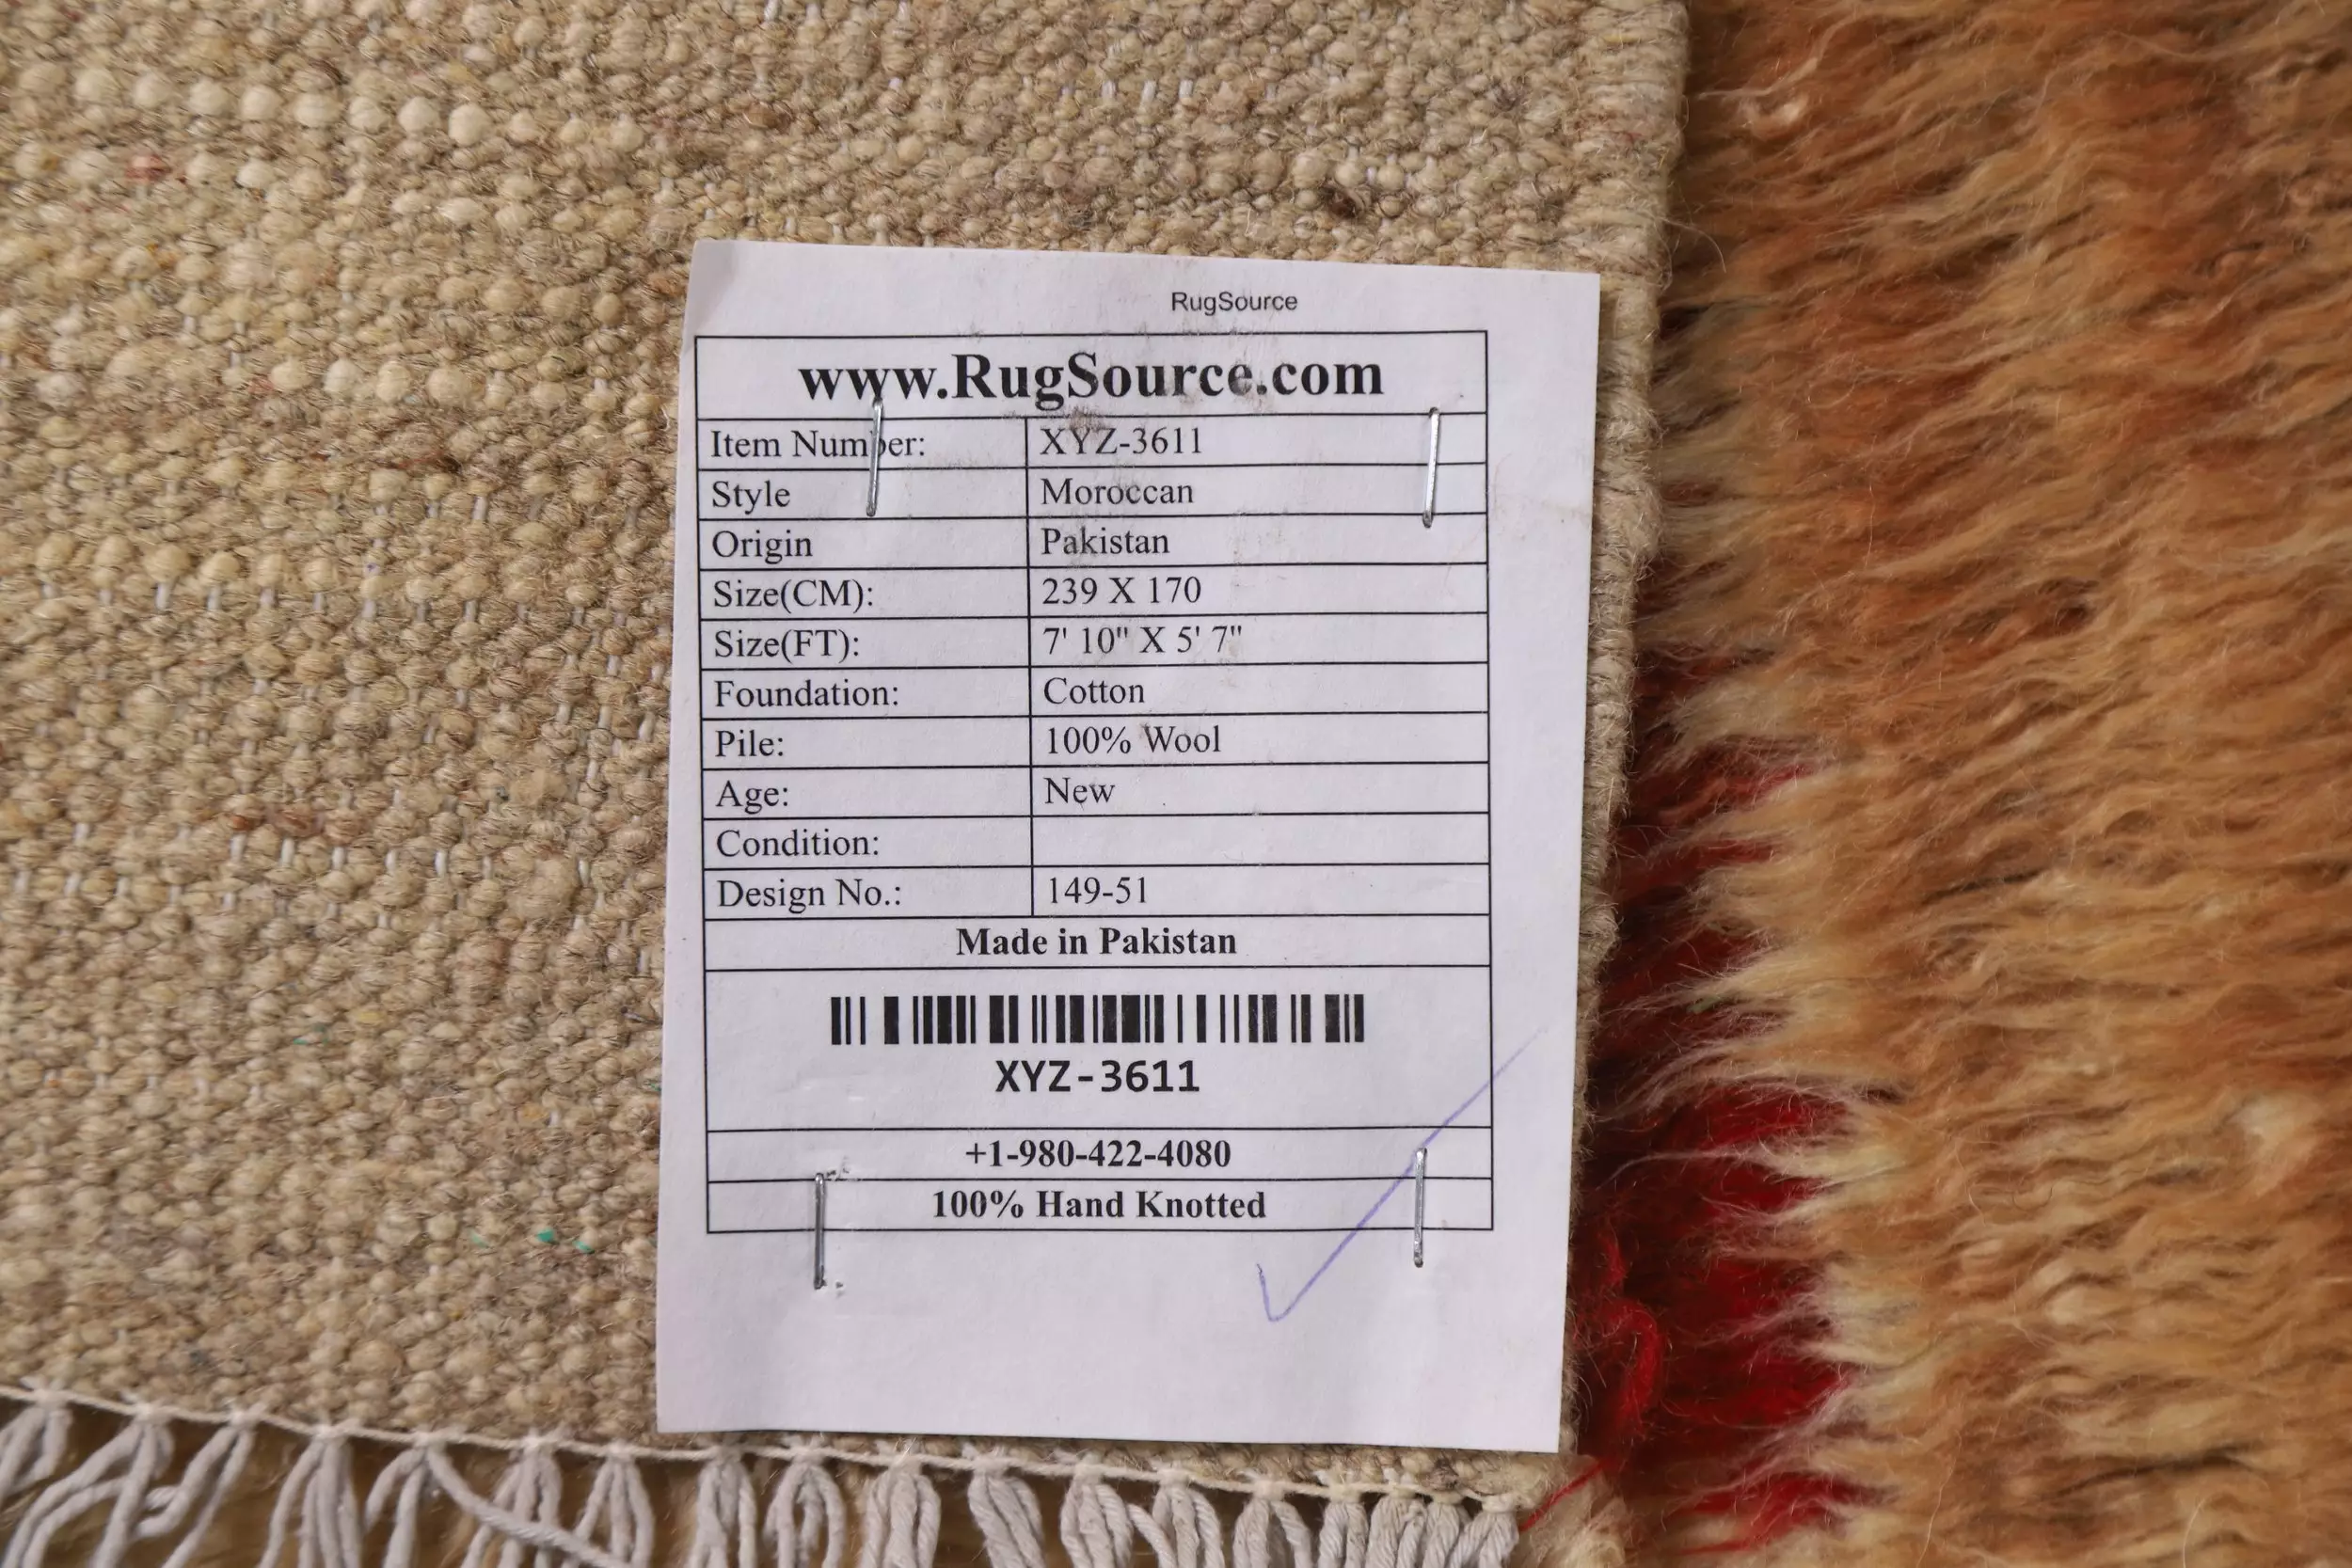 RugSource
www.RugSource.com
Item Number: XYZ-3611
Style Moroccan
Origin Pakistan
Size(CM): 239 X 170
Size(FT): 7' 10" X 5' 7"
Foundation: Cotton
Pile: 100% Wool
Age: New
Condition:
Design No.: 149-51
Made in Pakistan
XYZ-3611
+1-980-422-4080
100% Hand Knotted